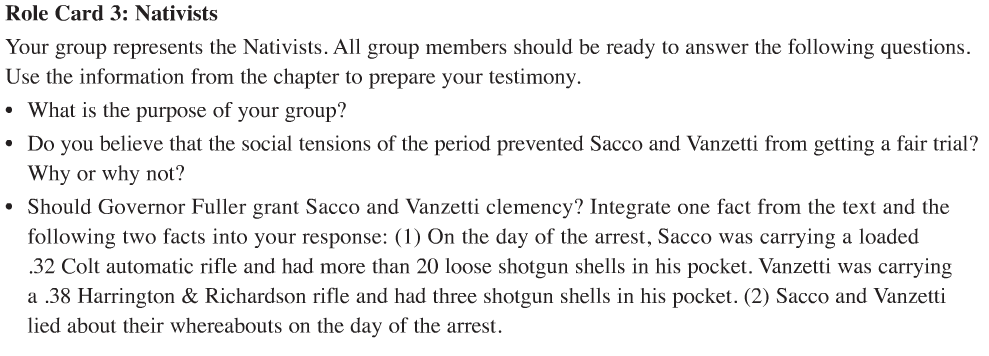 Role Card 3: Nativists
Your group represents the Nativists. All group members should be ready to answer the following questions.
Use the information from the chapter to prepare your testimony.
• What is the purpose of your group?
• Do you believe that the social tensions of the period prevented Sacco and Vanzetti from getting a fair trial?
Why or why not?
• Should Governor Fuller grant Sacco and Vanzetti clemency? Integrate one fact from the text and the
following two facts into your response: (1) On the day of the arrest, Sacco was carrying a loaded
.32 Colt automatic rifle and had more than 20 loose shotgun shells in his pocket. Vanzetti was carrying
a .38 Harrington & Richardson rifle and had three shotgun shells in his pocket. (2) Sacco and Vanzetti
lied about their whereabouts on the day of the arrest.